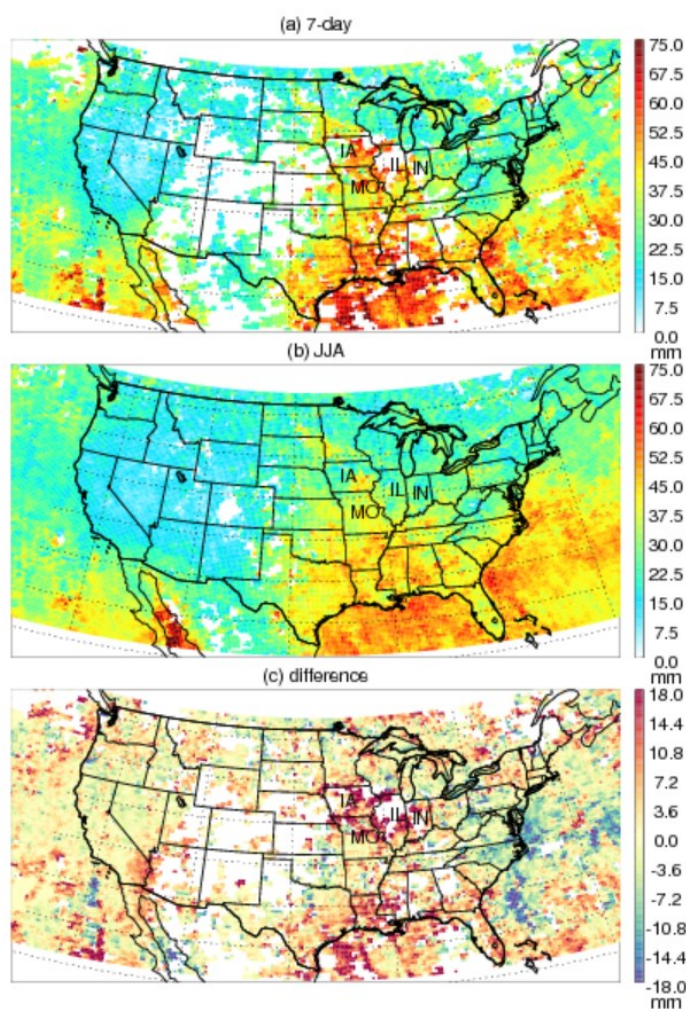 (a) 7-day
75.0
67.5
60.0
52.5
45.0
37.5
30.0
22.5
15.0
7.5
0.0
mm
IA
IL
IN
MO
(b) JJA
75.0
67.5
60.0
52.5
45.0
37.5
30.0
22.5
15.0
7.5
0.0
mm
IA
IL
IN
MO
(c) difference
18.0
14.4
10.8
7.2
3.6
0.0
-3.6
-7.2
-10.8
-14.4
-18.0
mm
IA
IL
IN
MO